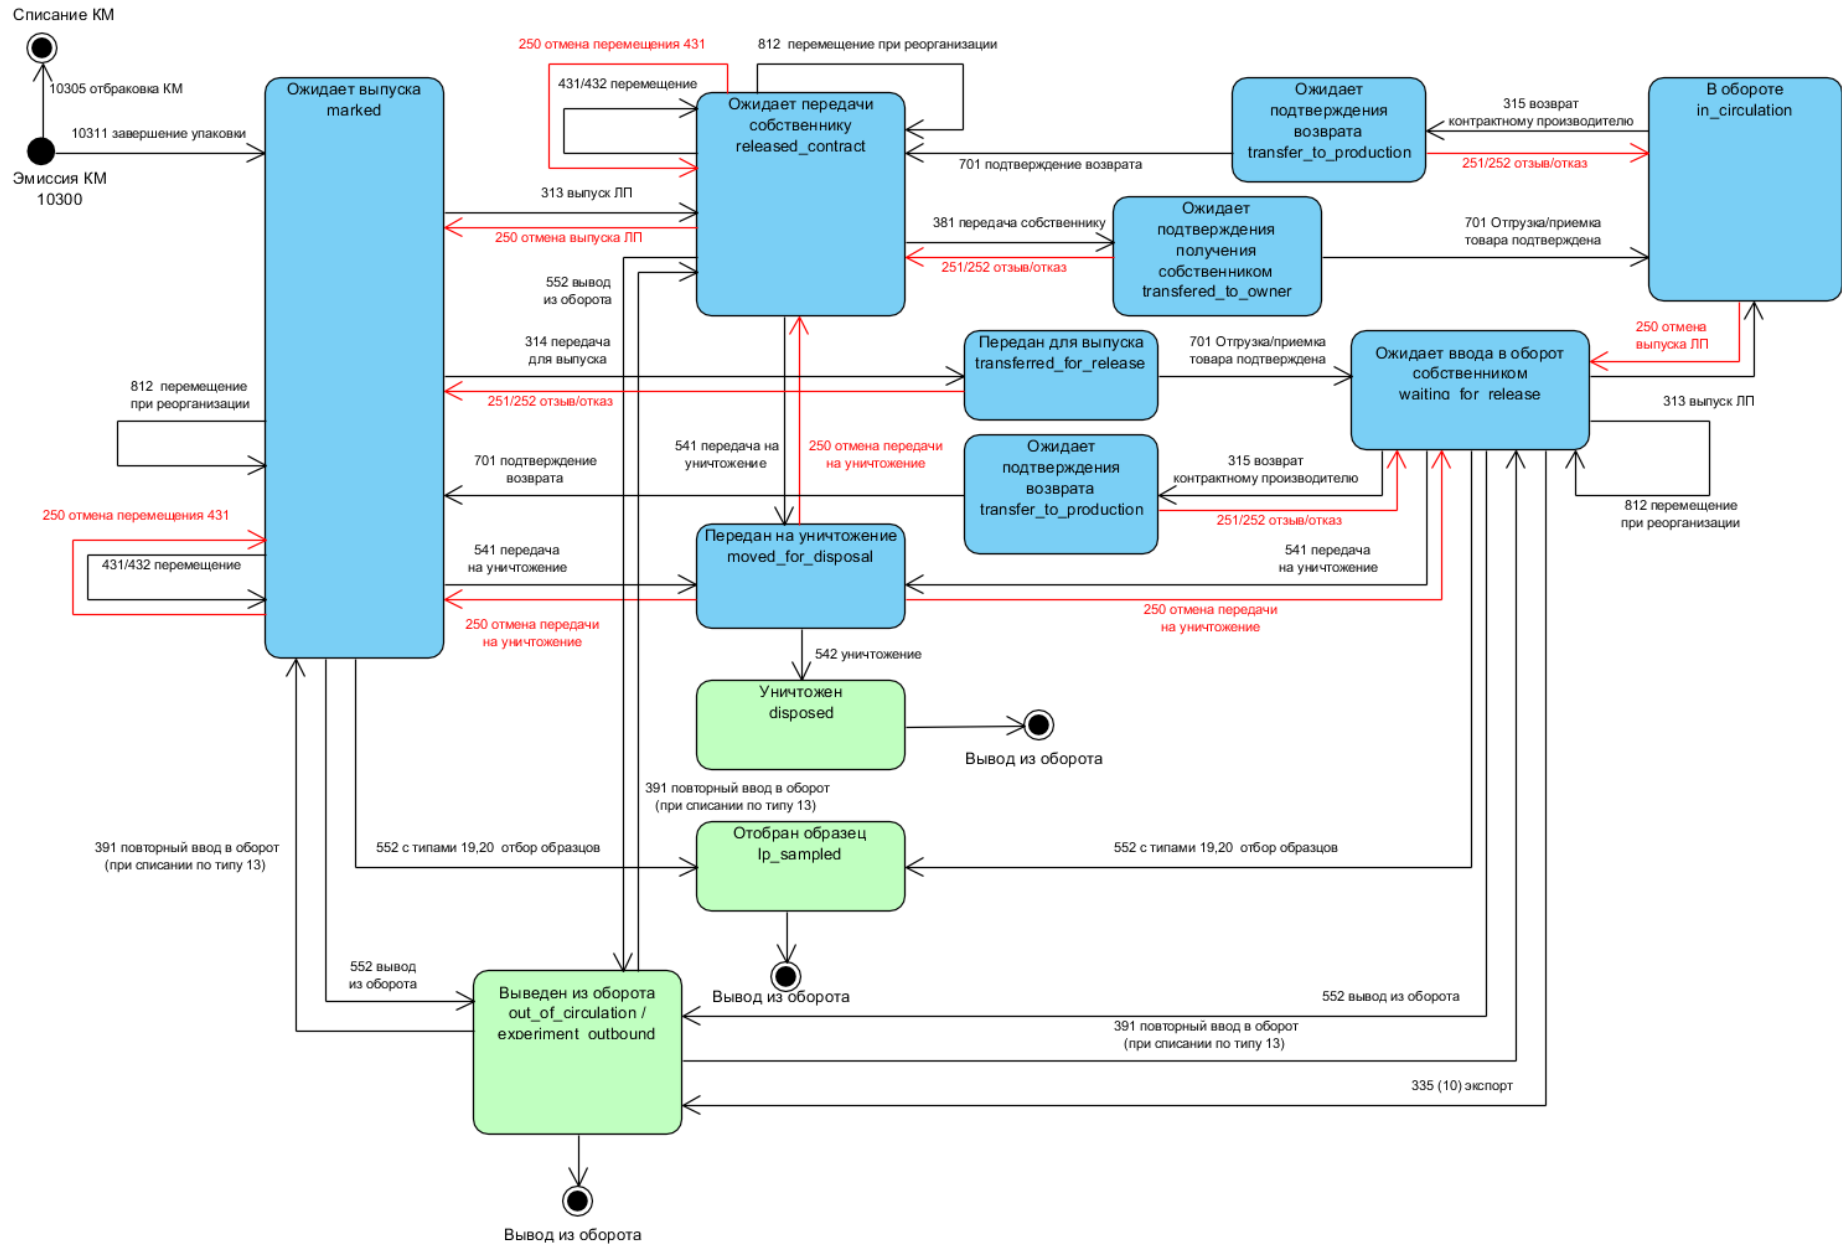 Списание КМ
10305 отбраковка КМ
10311 завершение упаковки
Эмиссия КМ
10300
Ожидает выпуска
marked
250 отмена перемещения 431
812  перемещение при реорганизации
431/432 перемещение
Ожидает передачи
собственнику
released_contract
Ожидает
подтверждения
возврата
transfer_to_production
В обороте
in_circulation
315 возврат
контрактному производителю
251/252 отзыв/отказ
701 подтверждение возврата
313 выпуск ЛП
250 отмена выпуска ЛП
381 передача собственнику
251/252 отзыв/отказ
Ожидает
подтверждения
получения
собственником
transfered_to_owner
701 Отгрузка/приемка
товара подтверждена
552 вывод
из оборота
314 передача
для выпуска
251/252 отзыв/отказ
Передан для выпуска
transferred_for_release
701 Отгрузка/приемка
товара подтверждена
Ожидает ввода в оборот
собственником
waiting_for_release
250 отмена
выпуска ЛП
313 выпуск ЛП
812  перемещение
при реорганизации
541 передача на
уничтожение
250 отмена передачи
на уничтожение
701 подтверждение
возврата
Ожидает
подтверждения
возврата
transfer_to_production
315 возврат
контрактному производителю
251/252 отзыв/отказ
812 перемещение
при реорганизации
250 отмена перемещения 431
431/432 перемещение
541 передача
на уничтожение
250 отмена передачи
на уничтожение
Передан на уничтожение
moved_for_disposal
541 передача
на уничтожение
250 отмена передачи
на уничтожение
542 уничтожение
Уничтожен
disposed
Вывод из оборота
391 повторный ввод в оборот
(при списании по типу 13)
391 повторный ввод в оборот
(при списании по типу 13)
552 с типами 19,20  отбор образцов
Отобран образец
lp_sampled
552 с типами 19,20  отбор образцов
Вывод из оборота
552 вывод
из оборота
Выведен из оборота
out_of_circulation /
experiment_outbound
552 вывод из оборота
391 повторный ввод в оборот
(при списании по типу 13)
335 (10) экспорт
Вывод из оборота